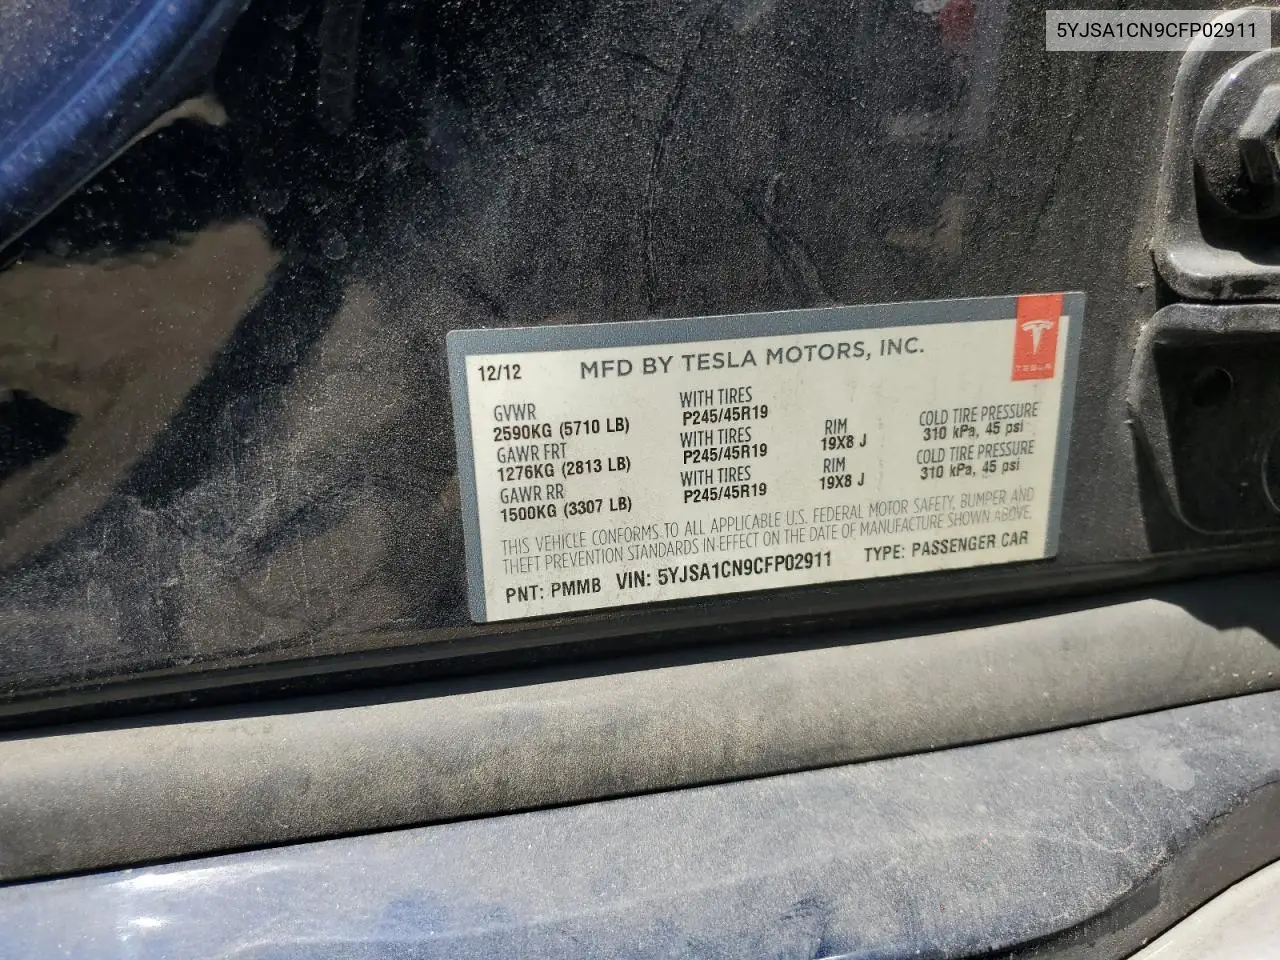 5YJSA1CN9CFP02911
12/12 MFD BY TESLA MOTORS, INC.
TESLA
GVWR WITH TIRES
2590KG (5710 LB) P245/45R19
GAWR FRT WITH TIRES RIM COLD TIRE PRESSURE
1276KG (2813 LB) P245/45R19 19X8 J 310 kPa, 45 psi
GAWR RR WITH TIRES RIM COLD TIRE PRESSURE
1500KG (3307 LB) P245/45R19 19X8 J 310 kPa, 45 psi
THIS VEHICLE CONFORMS TO ALL APPLICABLE U.S. FEDERAL MOTOR SAFETY, BUMPER AND
THEFT PREVENTION STANDARDS IN EFFECT ON THE DATE OF MANUFACTURE SHOWN ABOVE.
PNT: PMMB VIN: 5YJSA1CN9CFP02911 TYPE: PASSENGER CAR